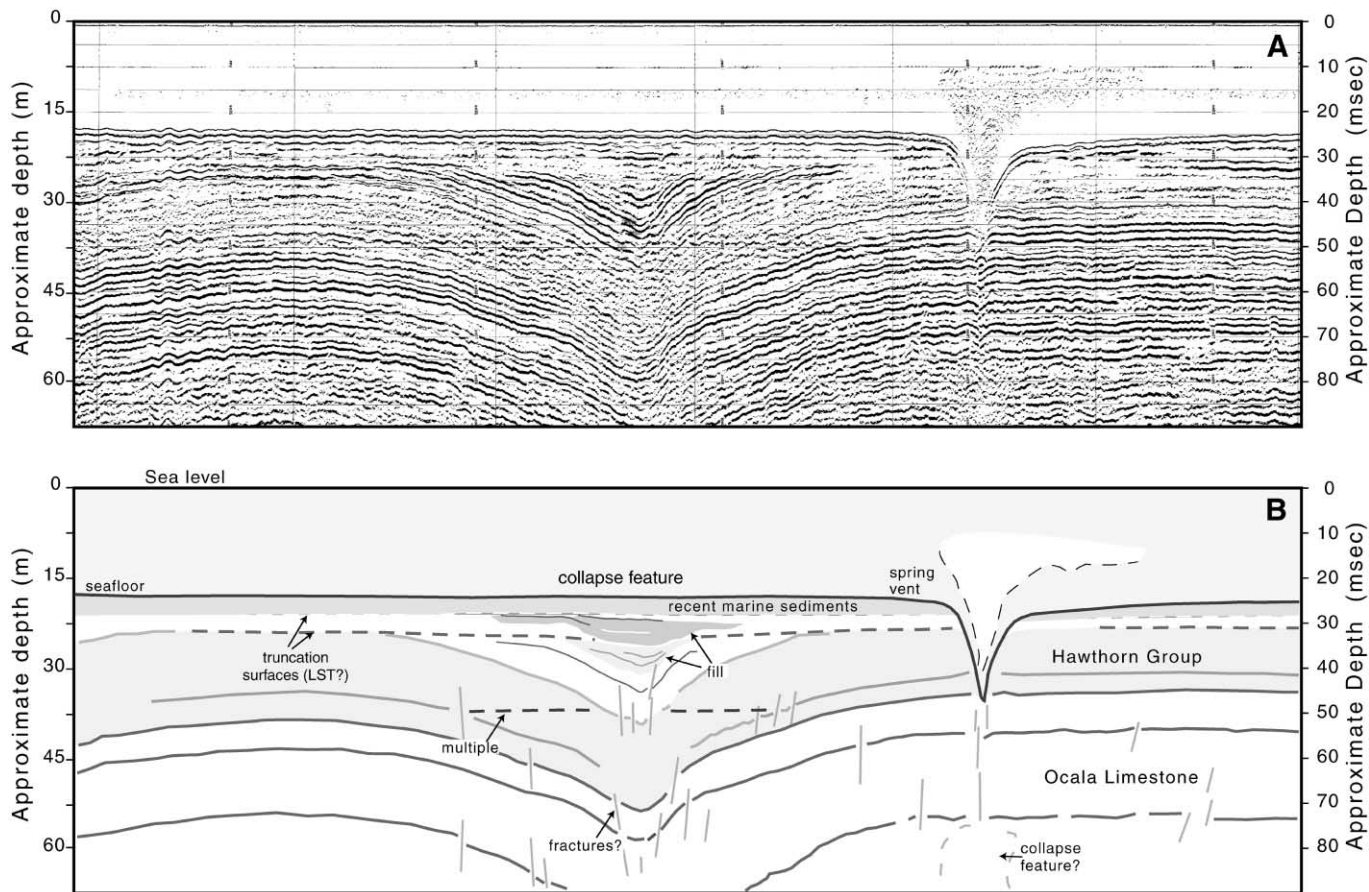 A
Approximate depth (m)
0
15
30
45
60
0
10
20
30
40
50
60
70
80
Approximate Depth (msec)
Sea level
B
Approximate depth (m)
0
15
30
45
60
0
10
20
30
40
50
60
70
80
Approximate Depth (msec)
seafloor
collapse feature
spring
vent
recent marine sediments
truncation
surfaces (LST?)
fill
Hawthorn Group
multiple
Ocala Limestone
fractures?
collapse
feature?